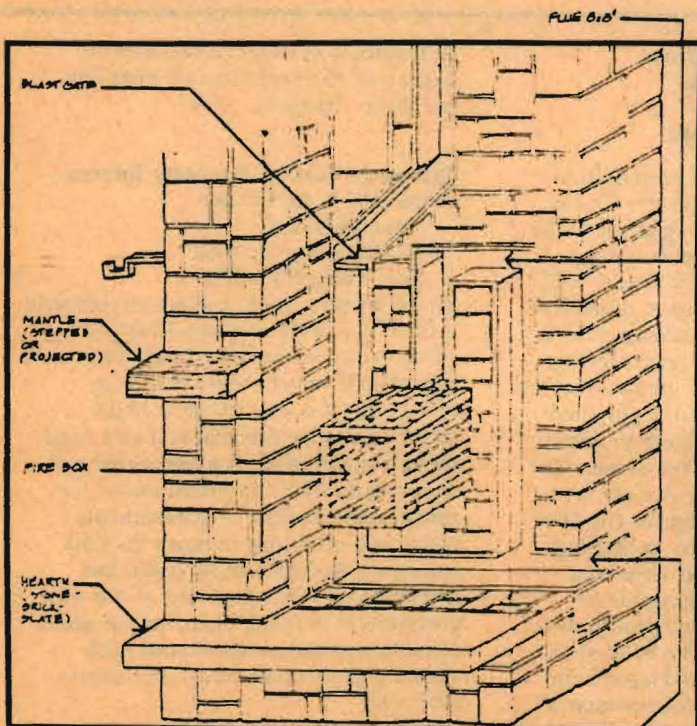 FLUE 8x8"
BLAST GATE
MANTLE
(STEPPED
OR
PROJECTED)
FIRE BOX
HEARTH
(STONE-
BRICK-
SLATE)